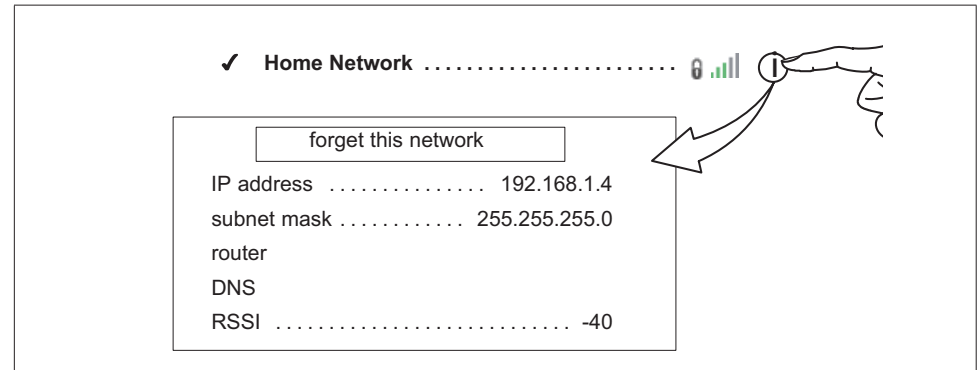 ✔ Home Network ........................ i
forget this network
IP address ............... 192.168.1.4
subnet mask ............ 255.255.255.0
router
DNS
RSSI ............................ -40